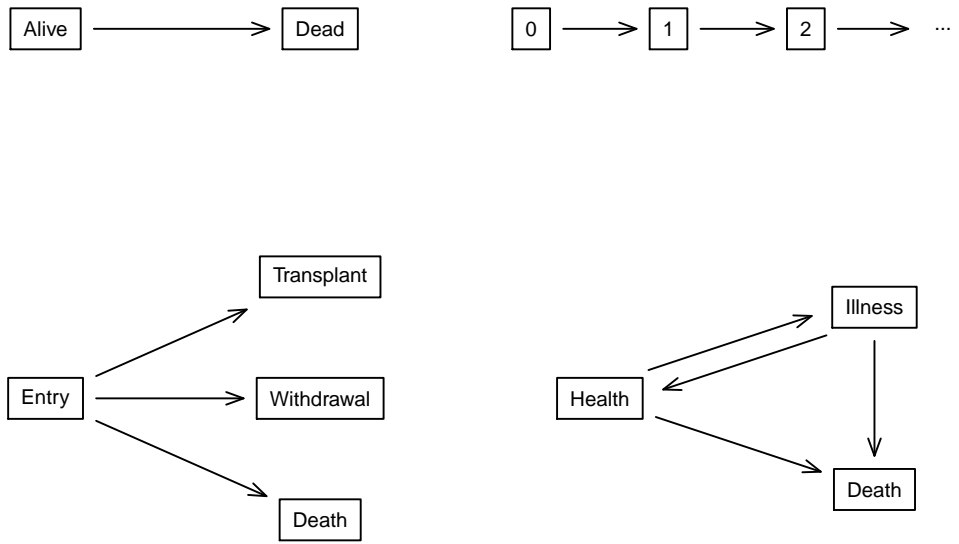 Alive
Dead
0
1
2
...
Transplant
Entry
Withdrawal
Death
Illness
Health
Death